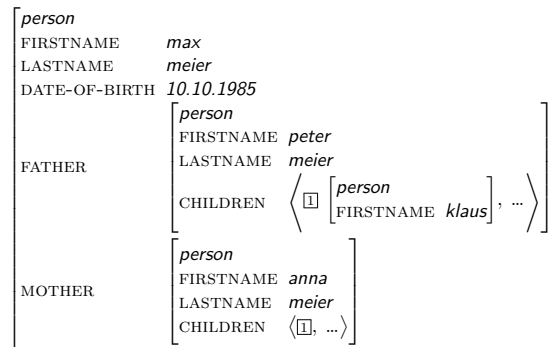 person
FIRSTNAME max
LASTNAME meier
DATE-OF-BIRTH 10.10.1985
FATHER
person
FIRSTNAME peter
LASTNAME meier
CHILDREN ⟨ 1 [person
FIRSTNAME klaus], … ⟩
MOTHER
person
FIRSTNAME anna
LASTNAME meier
CHILDREN ⟨1, …⟩